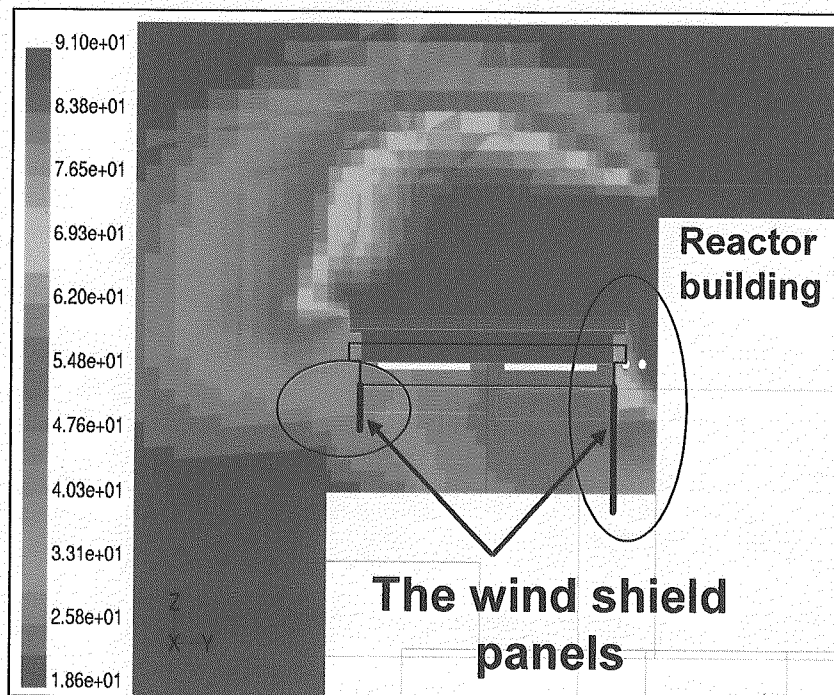 9.10e+01
8.38e+01
7.65e+01
6.93e+01
6.20e+01
5.48e+01
4.76e+01
4.03e+01
3.31e+01
2.58e+01
1.86e+01
Reactor
building
Z
X Y
The wind shield
panels